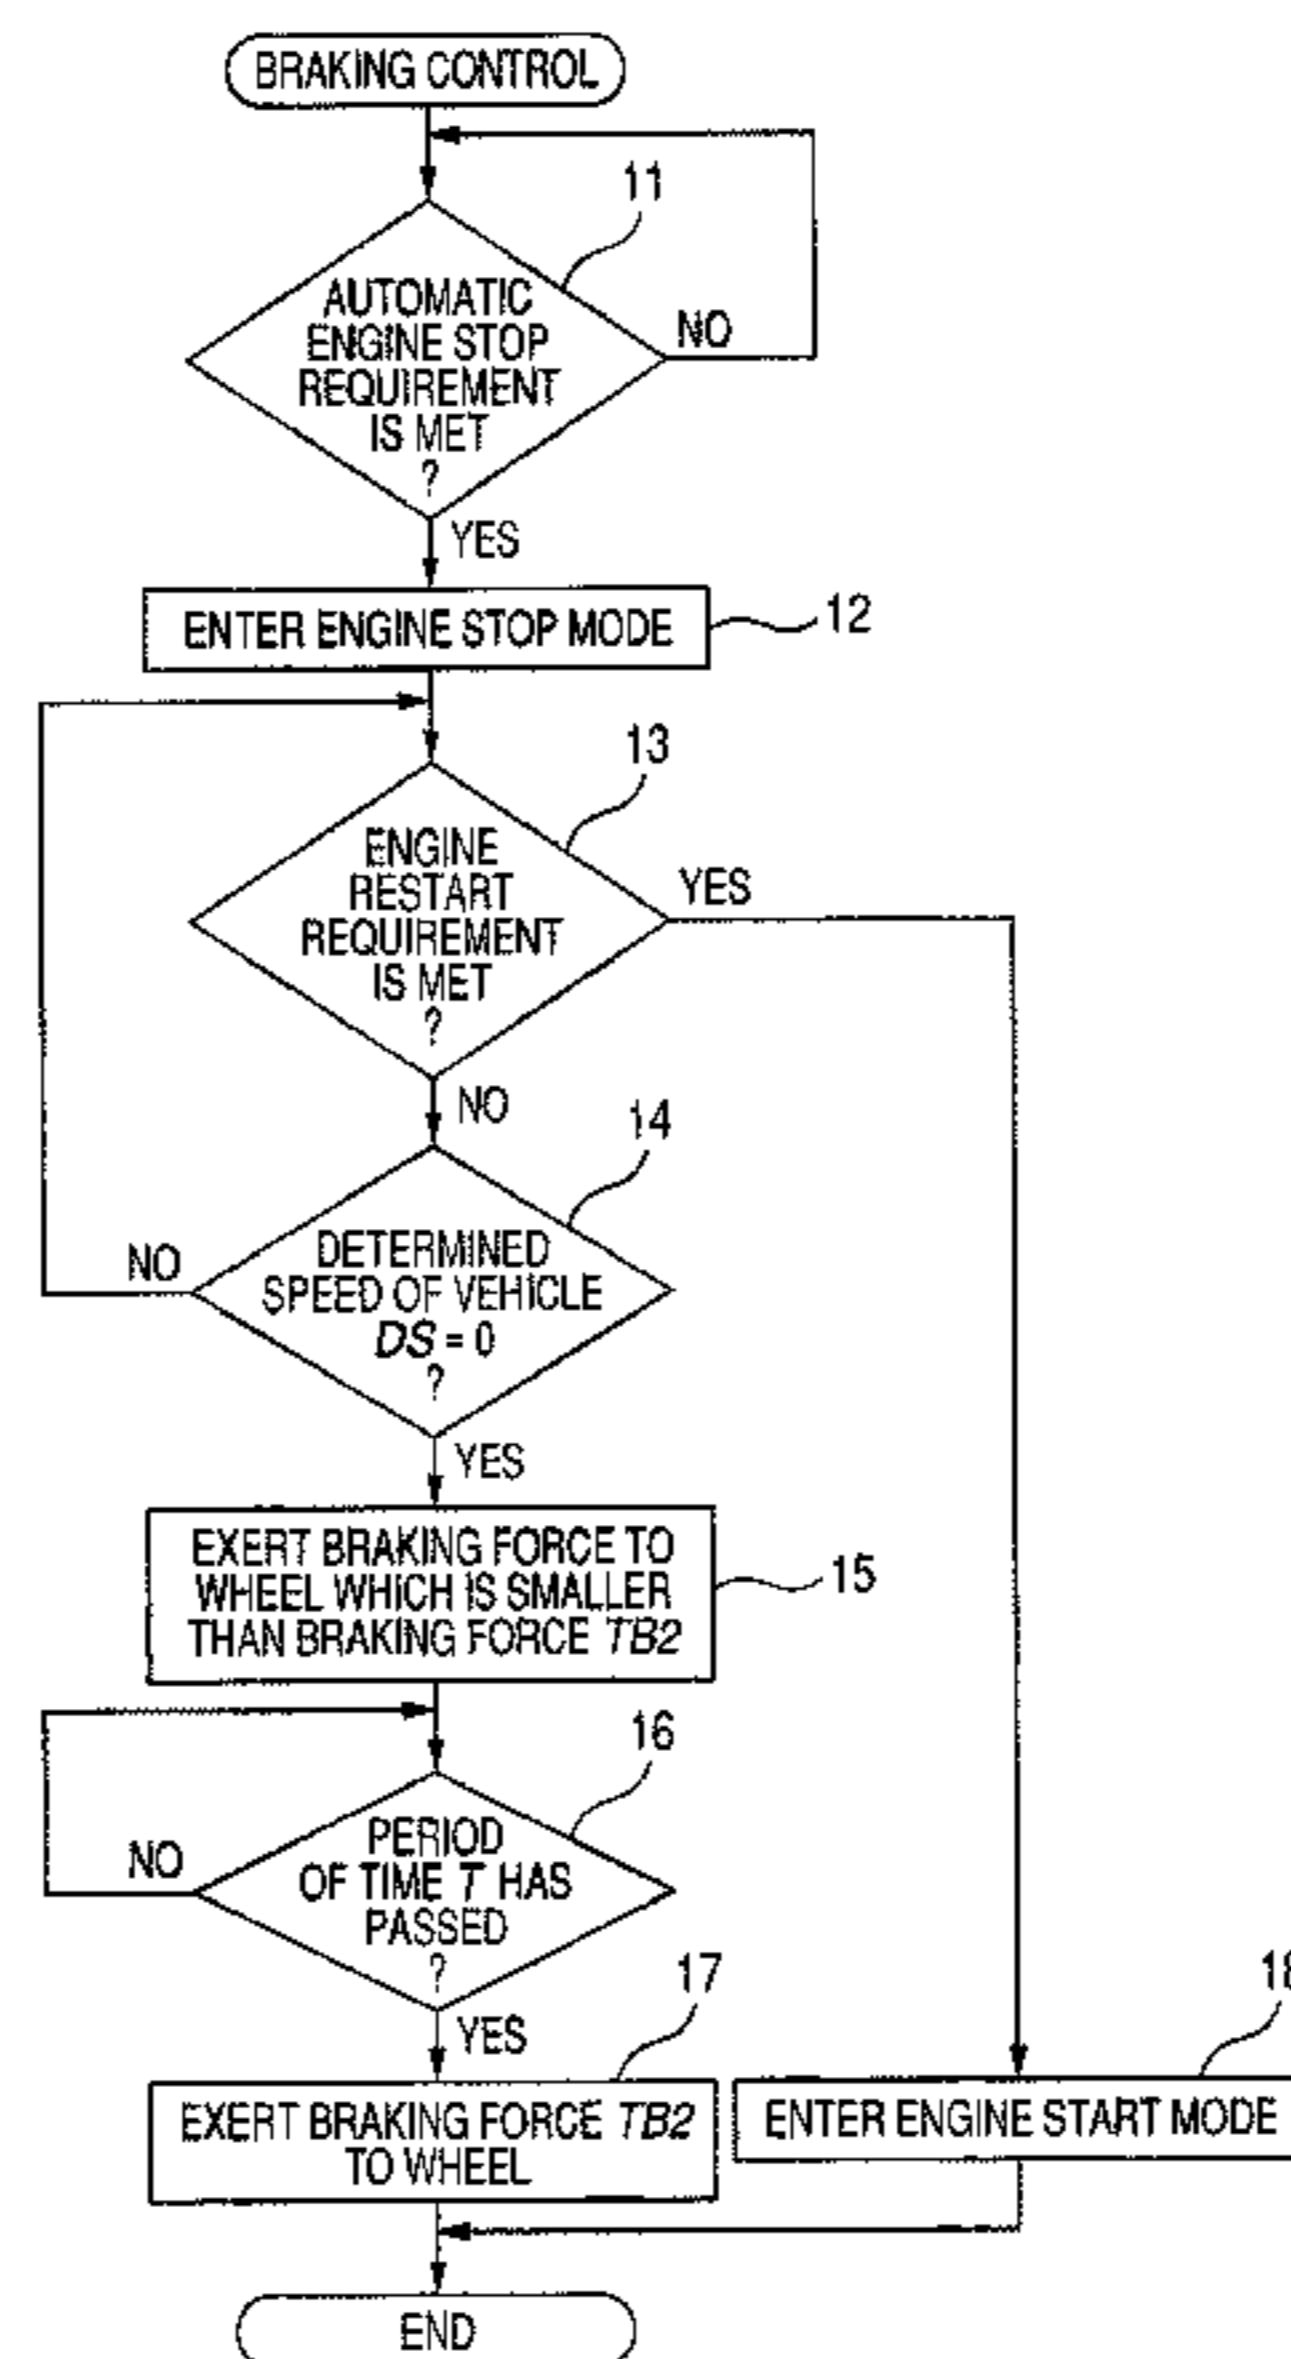 BRAKING CONTROL
11
AUTOMATIC
ENGINE STOP
REQUIREMENT
IS MET
?
NO
YES
ENTER ENGINE STOP MODE
12
13
ENGINE
RESTART
REQUIREMENT
IS MET
?
YES
NO
14
DETERMINED
SPEED OF VEHICLE
DS = 0
?
NO
YES
EXERT BRAKING FORCE TO
WHEEL WHICH IS SMALLER
THAN BRAKING FORCE TB2
15
16
PERIOD
OF TIME T HAS
PASSED
?
NO
YES
17
EXERT BRAKING FORCE TB2
TO WHEEL
18
ENTER ENGINE START MODE
END